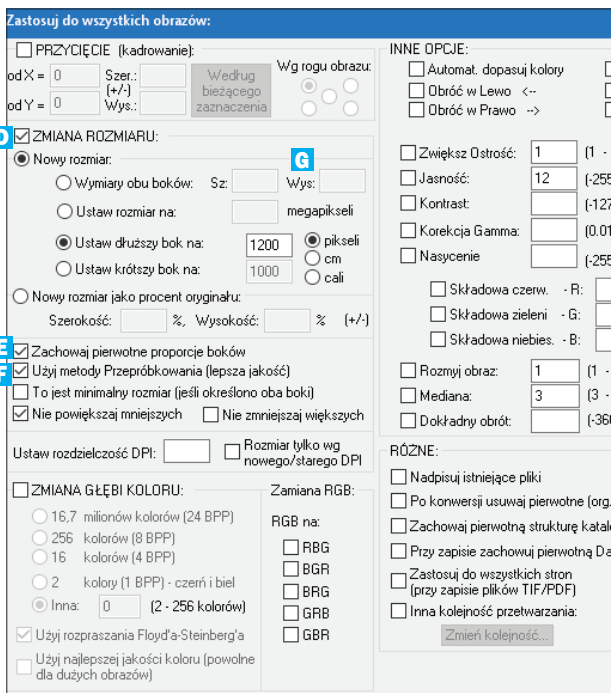 Zastosuj do wszystkich obrazów:
PRZYCIĘCIE (kadrowanie):
od X = 0 Szer.:
(+/-)
od Y = 0 Wys.:
Według
bieżącego
zaznaczenia
Wg rogu obrazu:
D ZMIANA ROZMIARU:
Nowy rozmiar:
G
Wymiary obu boków: Sz: Wys:
Ustaw rozmiar na: megapikseli
Ustaw dłuższy bok na: 1200 pikseli
cm
Ustaw krótszy bok na: 1000 cali
Nowy rozmiar jako procent oryginału:
Szerokość: %, Wysokość: % (+/-)
E Zachowaj pierwotne proporcje boków
F Użyj metody Przepróbkowania (lepsza jakość)
To jest minimalny rozmiar (jeśli określono oba boki)
Nie powiększaj mniejszych Nie zmniejszaj większych
Ustaw rozdzielczość DPI: Rozmiar tylko wg
nowego/starego DPI
ZMIANA GŁĘBI KOLORU:
16,7 milionów kolorów (24 BPP)
256 kolorów (8 BPP)
16 kolorów (4 BPP)
2 kolory (1 BPP) - czerń i biel
Inna: 0 (2 - 256 kolorów)
Użyj rozpraszania Floyd'a-Steinberg'a
Użyj najlepszej jakości koloru (powolne
dla dużych obrazów)
Zamiana RGB:
RGB na:
RBG
BGR
BRG
GRB
GBR
INNE OPCJE:
Automat. dopasuj kolory
Obróć w Lewo <--
Obróć w Prawo -->
Zwiększ Ostrość: 1 (1 -
Jasność: 12 (-255
Kontrast: (-127
Korekcja Gamma: (0.01
Nasycenie (-255
Składowa czerw. - R:
Składowa zieleni - G:
Składowa niebies. - B:
Rozmyj obraz: 1 (1 -
Mediana: 3 (3 -
Dokładny obrót: (-360
RÓŻNE:
Nadpisuj istniejące pliki
Po konwersji usuwaj pierwotne (org.
Zachowaj pierwotną strukturę katal
Przy zapisie zachowuj pierwotną Da
Zastosuj do wszystkich stron
(przy zapisie plików TIF/PDF)
Inna kolejność przetwarzania:
Zmień kolejność...